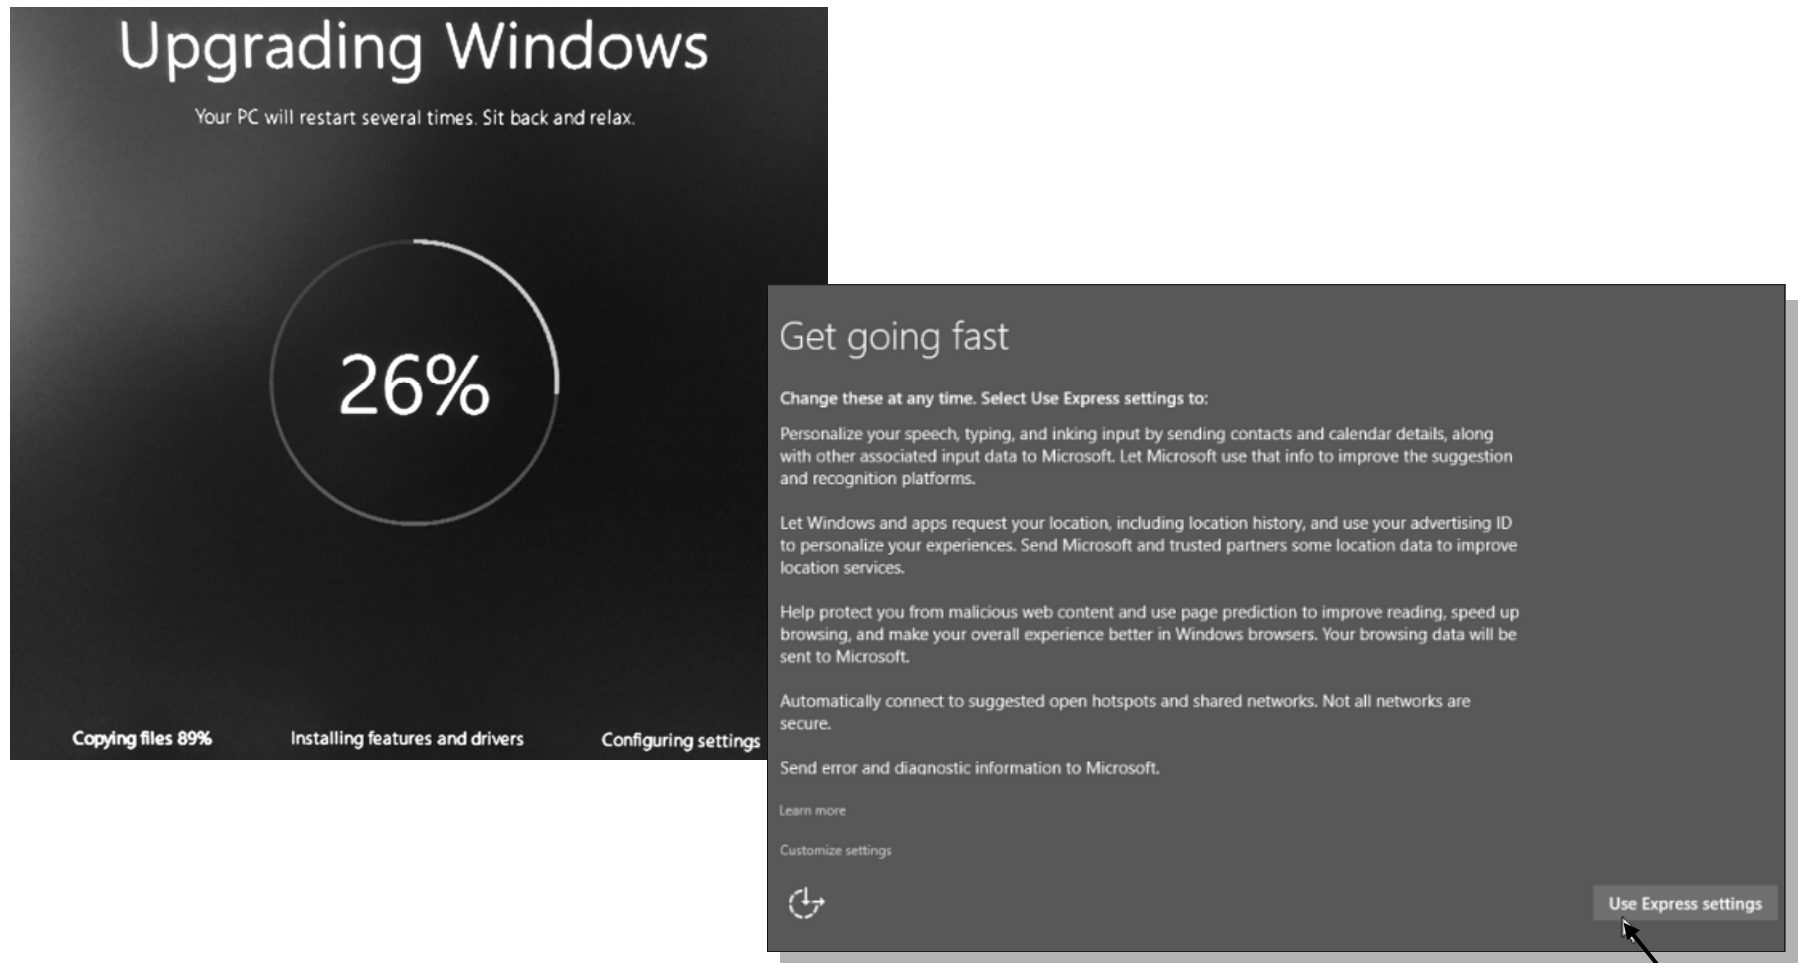 Upgrading Windows
Your PC will restart several times. Sit back and relax.
26%
Copying files 89%
Installing features and drivers
Configuring settings
Get going fast
Change these at any time. Select Use Express settings to:
Personalize your speech, typing, and inking input by sending contacts and calendar details, along
with other associated input data to Microsoft. Let Microsoft use that info to improve the suggestion
and recognition platforms.
Let Windows and apps request your location, including location history, and use your advertising ID
to personalize your experiences. Send Microsoft and trusted partners some location data to improve
location services.
Help protect you from malicious web content and use page prediction to improve reading, speed up
browsing, and make your overall experience better in Windows browsers. Your browsing data will be
sent to Microsoft.
Automatically connect to suggested open hotspots and shared networks. Not all networks are
secure.
Send error and diagnostic information to Microsoft.
Learn more
Customize settings
Use Express settings